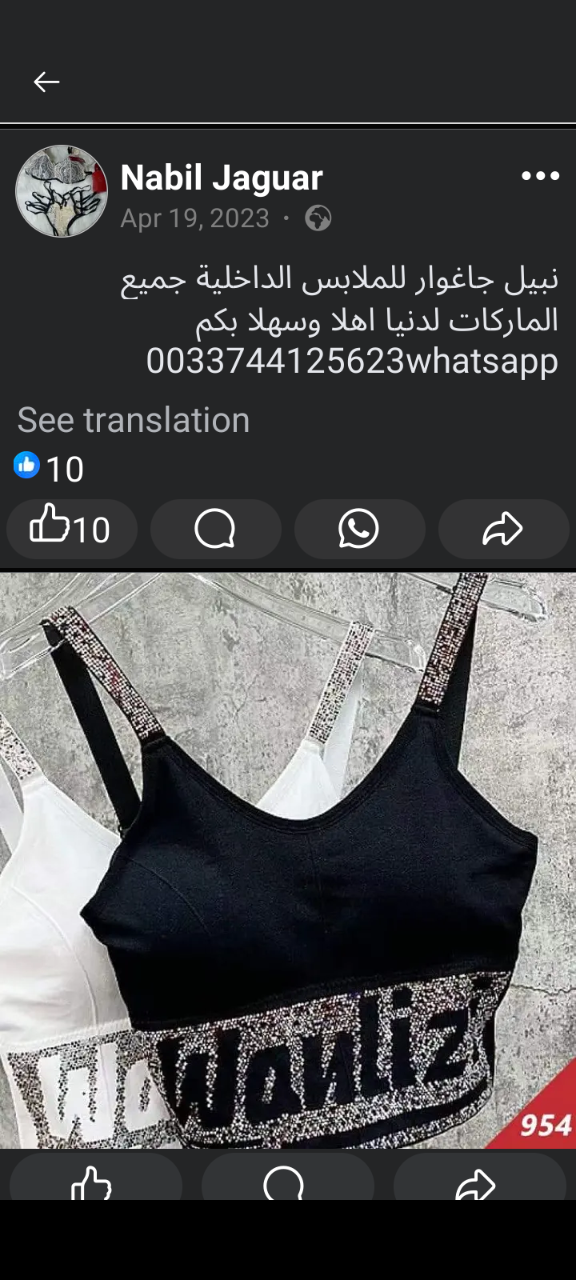 Nabil Jaguar
Apr 19, 2023 ·
نبيل جاغوار للملابس الداخلية جميع
الماركات لدنيا اهلا وسهلا بكم
0033744125623whatsapp
See translation
10
10
Wanliz
Wa
954